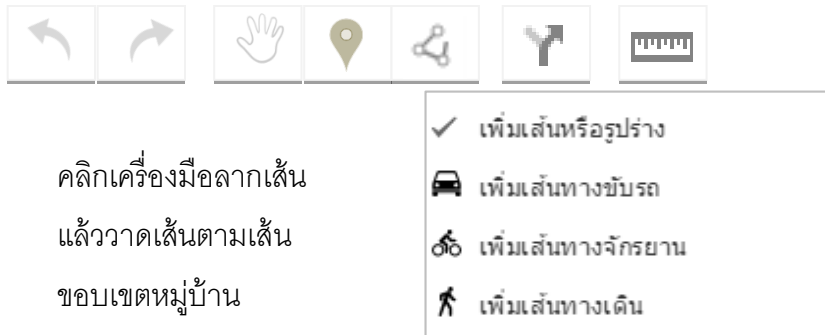 เพิ่มเส้นหรือรูปร่าง
คลิกเครื่องมือลากเส้น
เพิ่มเส้นทางขับรถ
แล้ววาดเส้นตามเส้น
เพิ่มเส้นทางจักรยาน
ขอบเขตหมู่บ้าน
เพิ่มเส้นทางเดิน